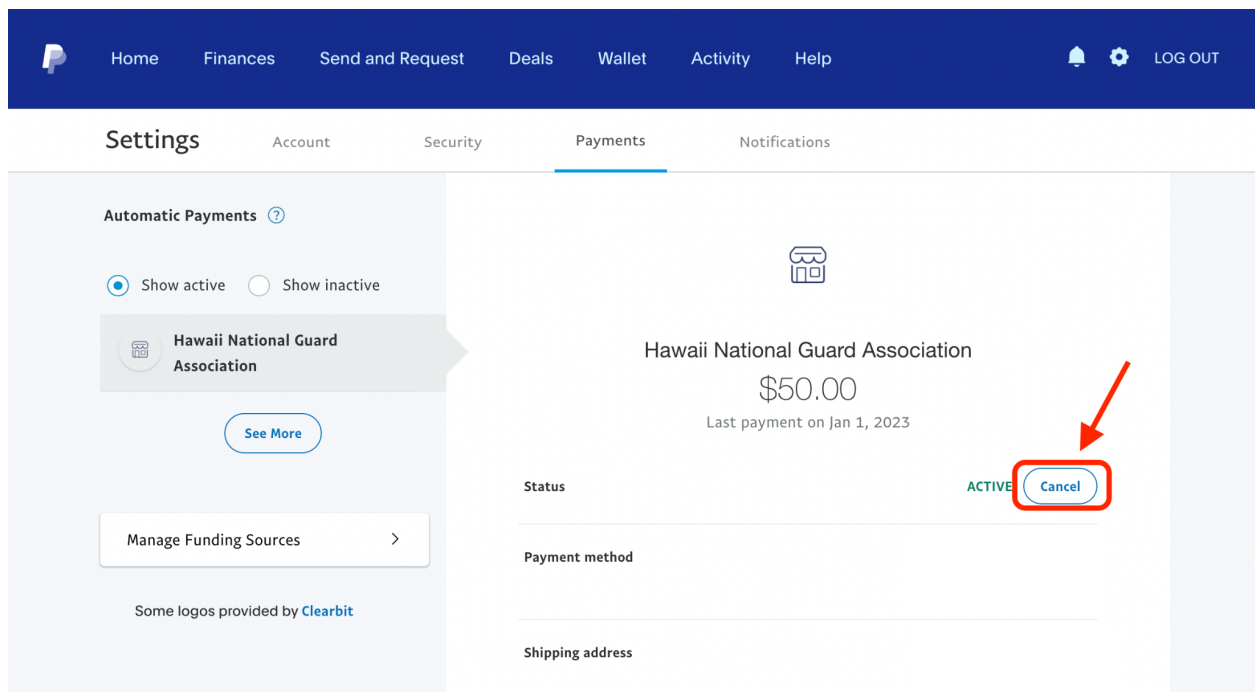 Home Finances Send and Request Deals Wallet Activity Help LOG OUT
Settings Account Security Payments Notifications
Automatic Payments ?
Show active Show inactive
Hawaii National Guard
Association
See More
Manage Funding Sources
Some logos provided by Clearbit
Hawaii National Guard Association
$50.00
Last payment on Jan 1, 2023
Status ACTIVE Cancel
Payment method
Shipping address